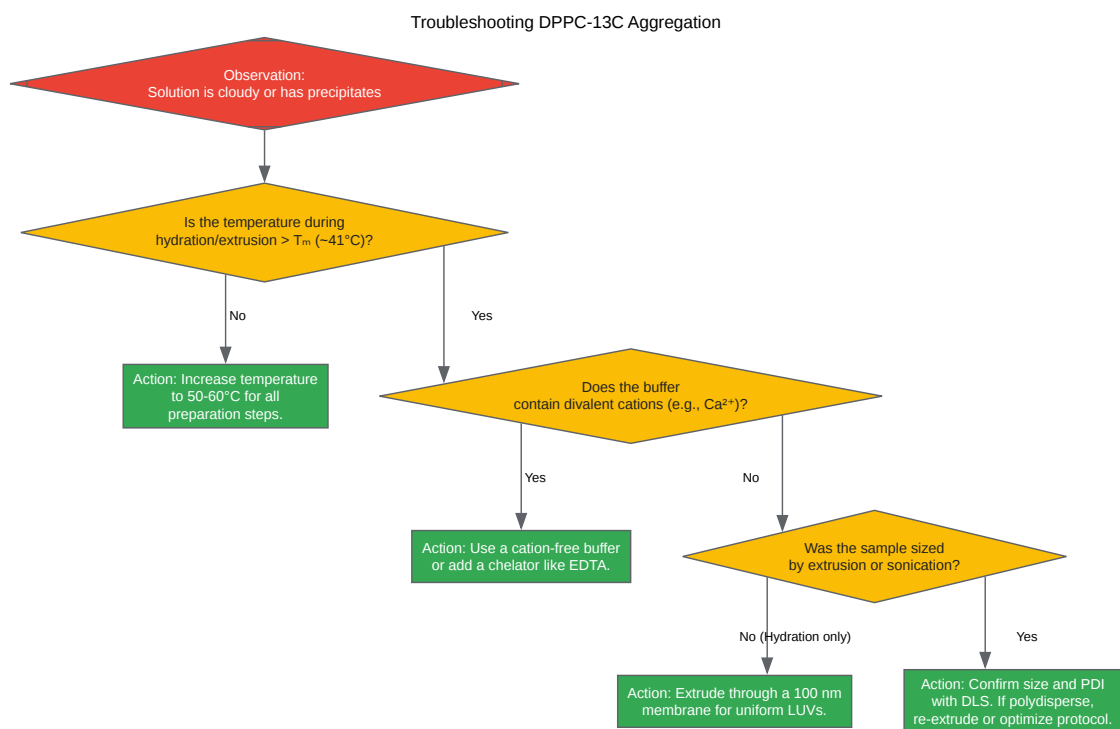 Troubleshooting DPPC-13C Aggregation
Observation:
Solution is cloudy or has precipitates
Is the temperature during
hydration/extrusion > Tₘ (~41°C)?
No
Yes
Action: Increase temperature
to 50-60°C for all
preparation steps.
Does the buffer
contain divalent cations (e.g., Ca²⁺)?
Yes
No
Action: Use a cation-free buffer
or add a chelator like EDTA.
Was the sample sized
by extrusion or sonication?
No (Hydration only)
Yes
Action: Extrude through a 100 nm
membrane for uniform LUVs.
Action: Confirm size and PDI
with DLS. If polydisperse,
re-extrude or optimize protocol.